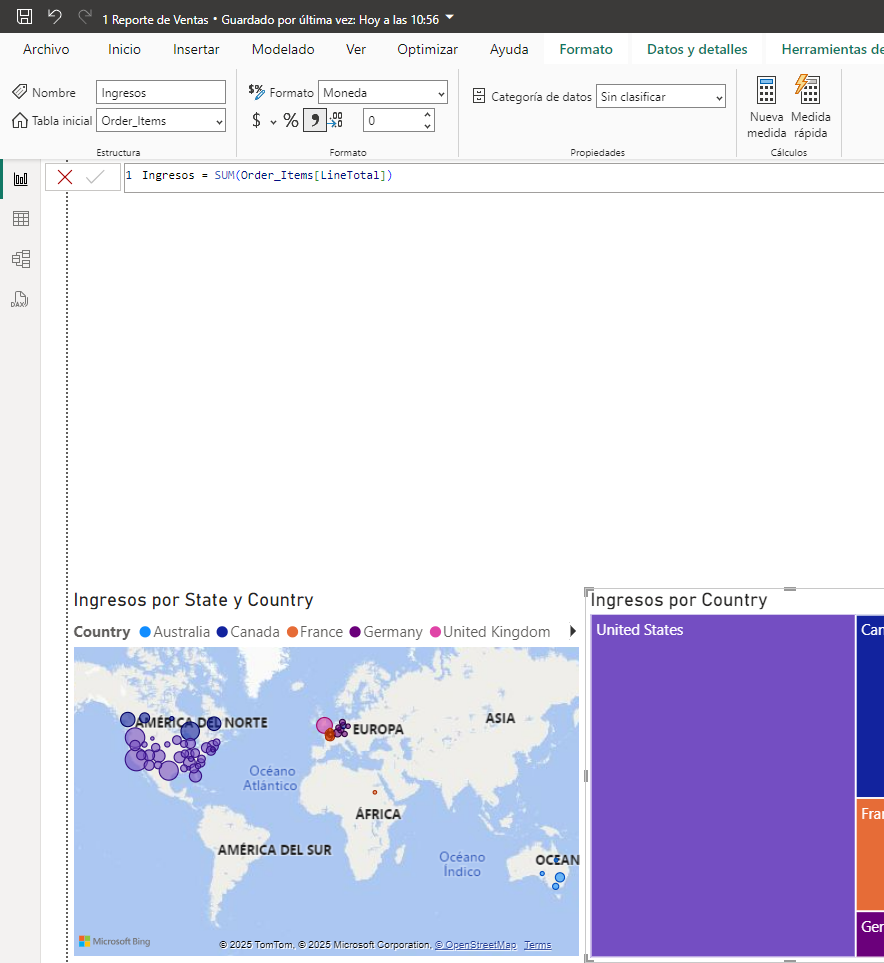 1 Reporte de Ventas • Guardado por última vez: Hoy a las 10:56
Archivo Inicio Insertar Modelado Ver Optimizar Ayuda Formato Datos y detalles Herramientas de
Nombre Ingresos
Tabla inicial Order_Items
Estructura
Formato Moneda
$ % 0
Formato
Categoría de datos Sin clasificar
Propiedades
Nueva medida
Medida rápida
Cálculos
1 Ingresos = SUM(Order_Items[LineTotal])
DAX
Ingresos por State y Country
Country Australia Canada France Germany United Kingdom
AMÉRICA DEL NORTE
EUROPA
ASIA
Océano
Atlántico
ÁFRICA
AMÉRICA DEL SUR
Océano
Índico
OCEAN
Microsoft Bing
© 2025 TomTom, © 2025 Microsoft Corporation, © OpenStreetMap Terms
Ingresos por Country
United States
Can
Fra
Ger